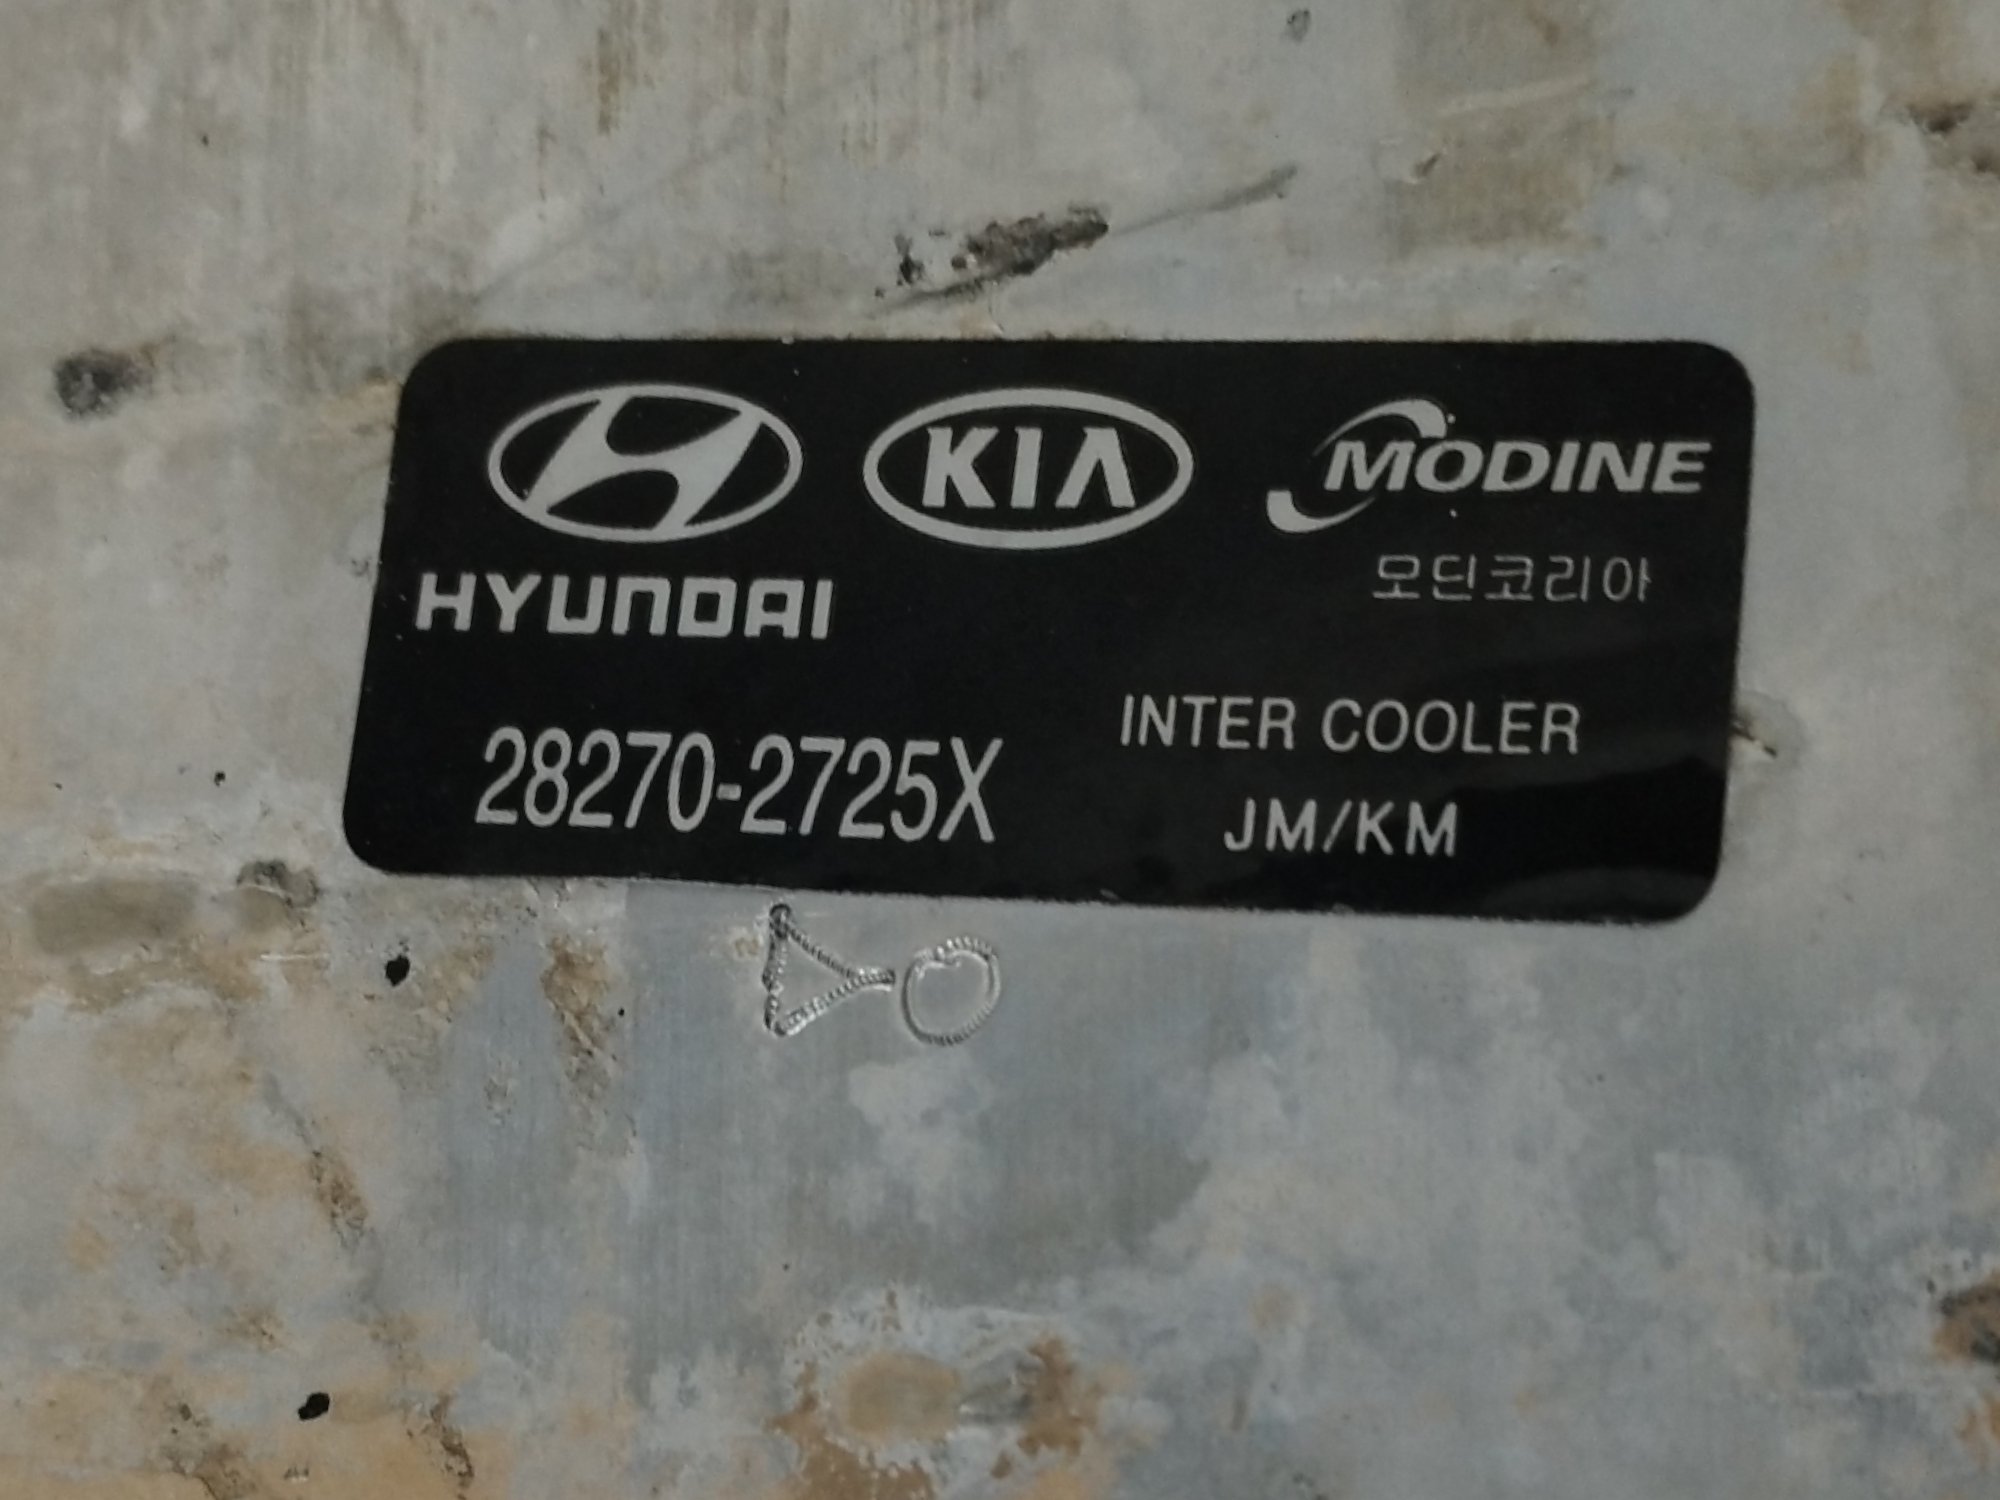 KIA MODINE
HYUNDAI 모딘코리아
28270-2725X INTER COOLER
JM/KM